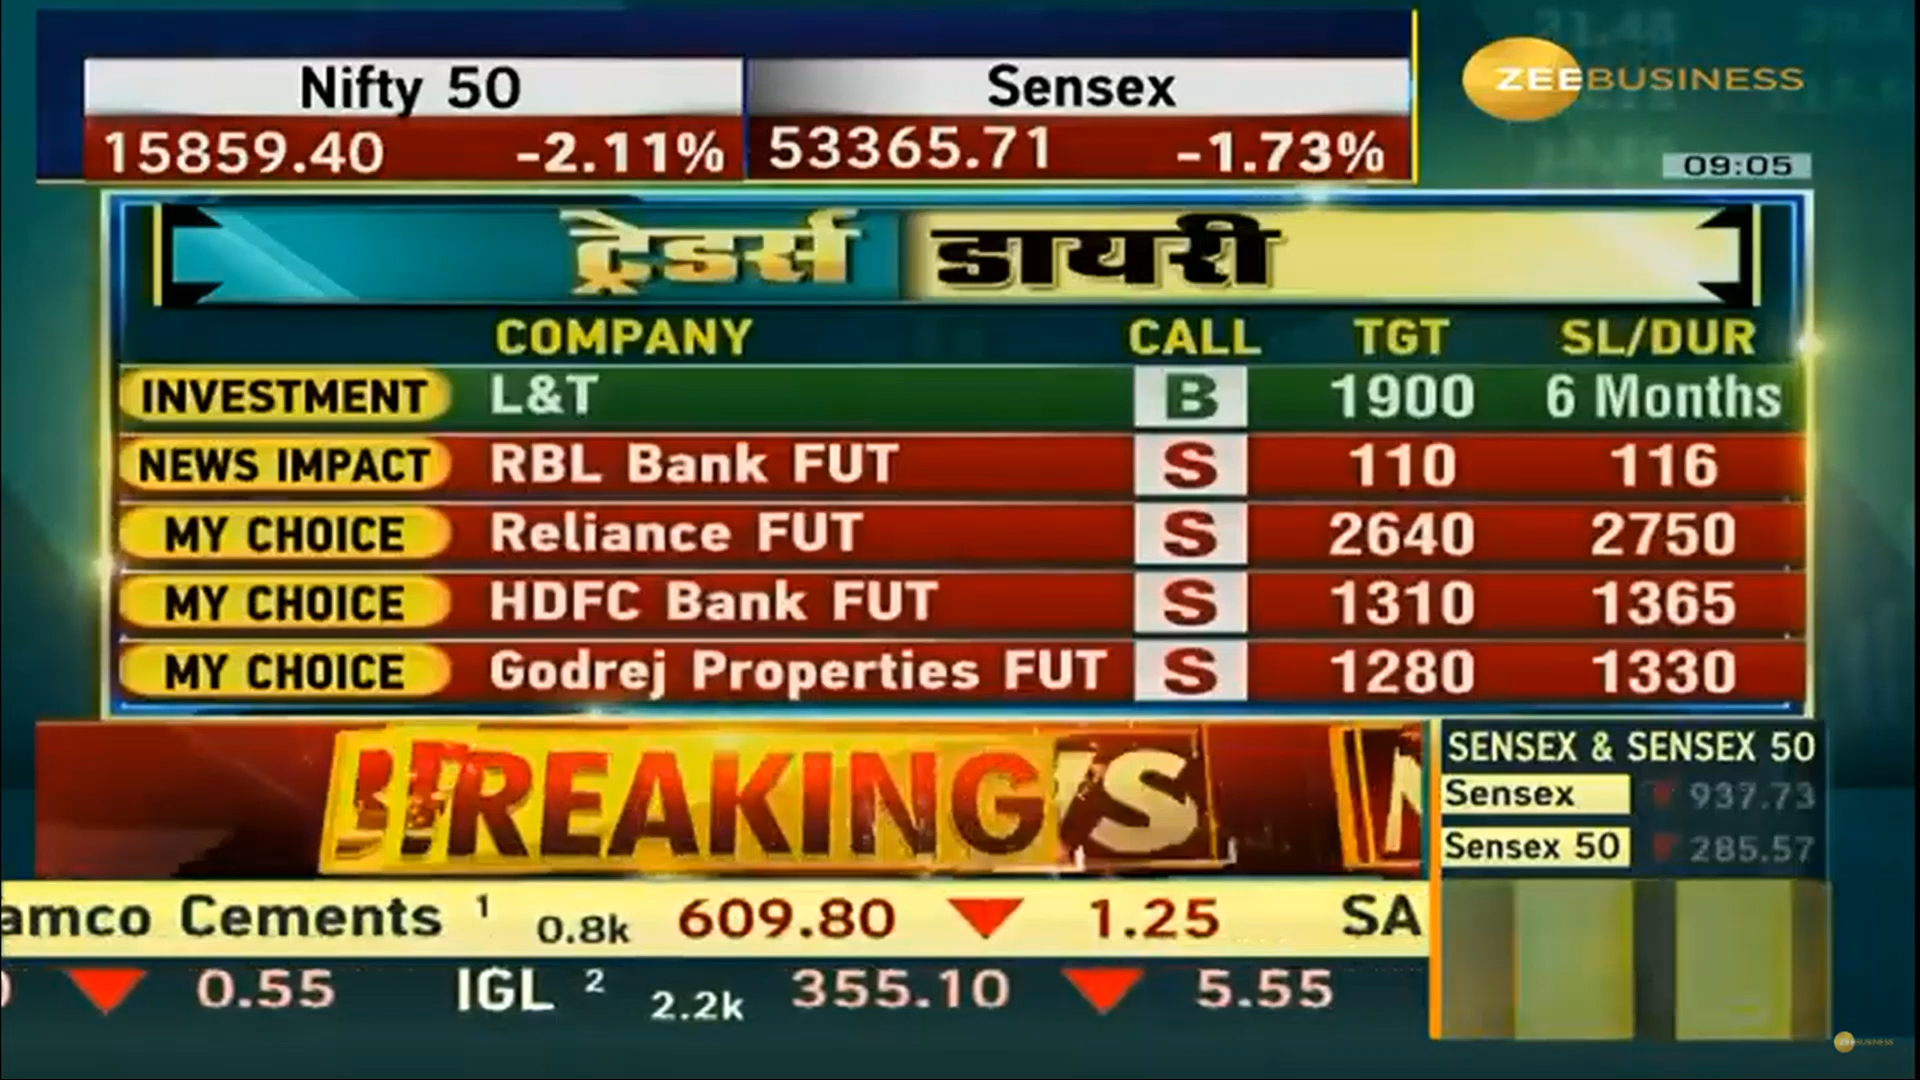 Nifty 50 Sensex
15859.40 -2.11% 53365.71 -1.73%
ZEEBUSINESS
09:05
ट्रेडर्स डायरी
COMPANY CALL TGT SL/DUR
INVESTMENT L&T B 1900 6 Months
NEWS IMPACT RBL Bank FUT S 110 116
MY CHOICE Reliance FUT S 2640 2750
MY CHOICE HDFC Bank FUT S 1310 1365
MY CHOICE Godrej Properties FUT S 1280 1330
BREAKING
SENSEX & SENSEX 50
Sensex 937.73
Sensex 50 285.57
amco Cements 1 0.8k 609.80 1.25 SA
0.55 IGL 2 2.2k 355.10 5.55
ZEEBUSINESS